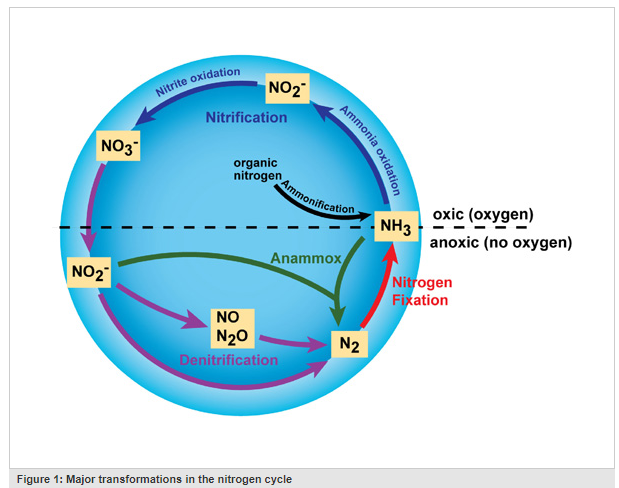 Nitrite oxidation
NO2-
Nitrification
Ammonia oxidation
NO3-
organic
nitrogen
Ammonification
NH3
oxic (oxygen)
anoxic (no oxygen)
NO2-
Anammox
Nitrogen
Fixation
NO
N2O
N2
Denitrification
Figure 1: Major transformations in the nitrogen cycle